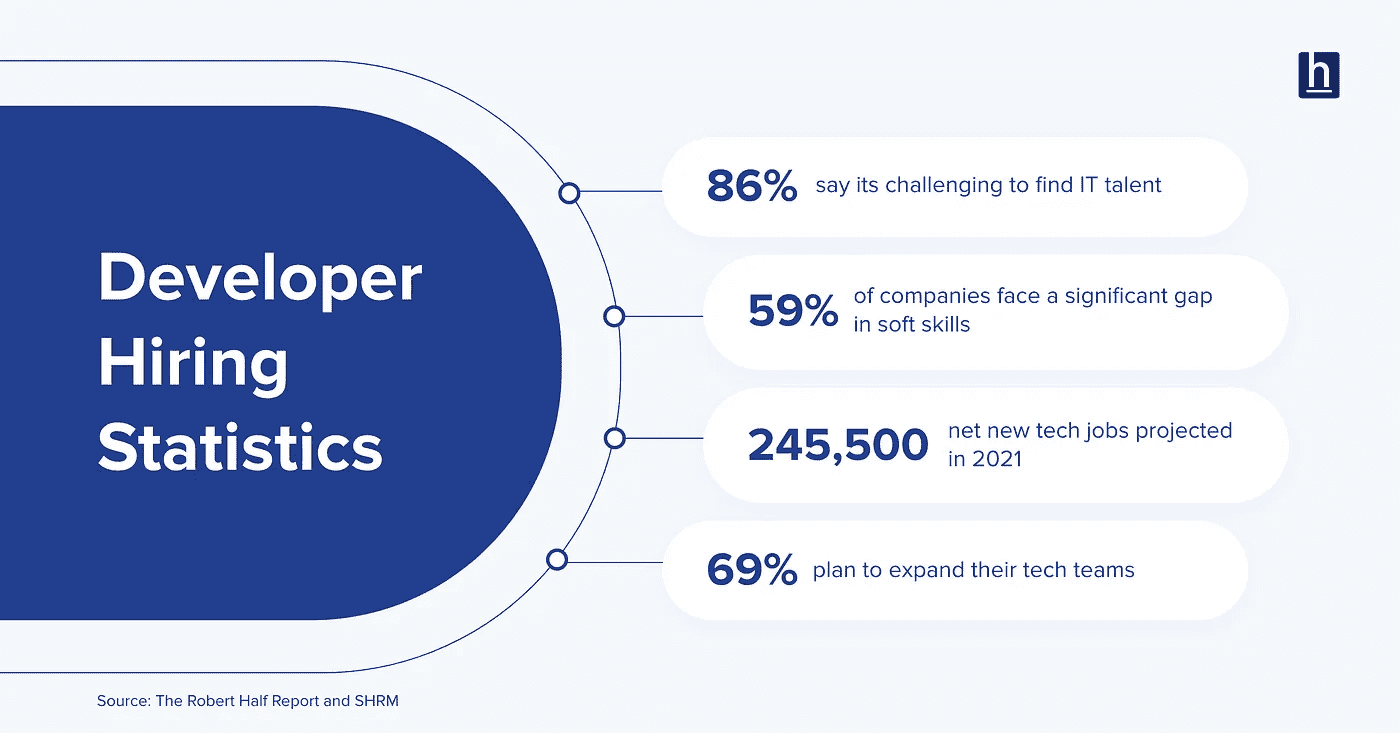 h
Developer
Hiring
Statistics
86% say its challenging to find IT talent
59% of companies face a significant gap
in soft skills
245,500 net new tech jobs projected
in 2021
69% plan to expand their tech teams
Source: The Robert Half Report and SHRM